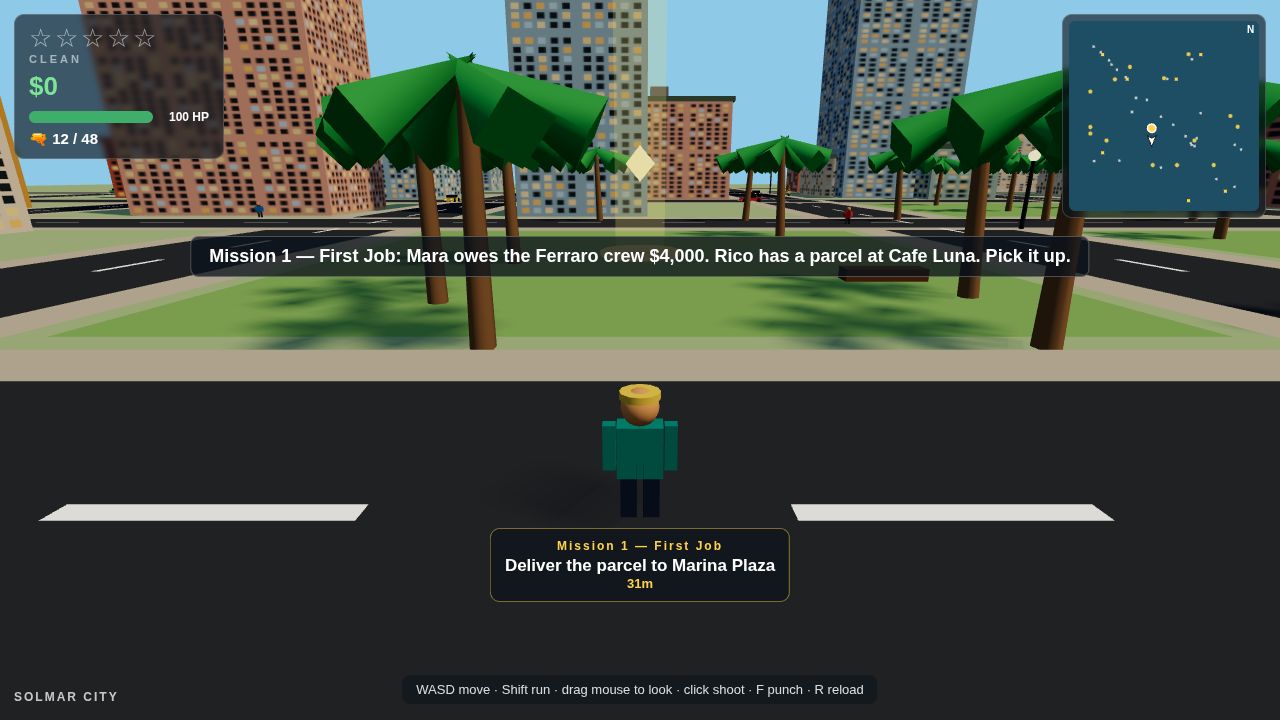 ☆☆☆☆☆
CLEAN
$0
100 HP
12 / 48
N
Mission 1 — First Job: Mara owes the Ferraro crew $4,000. Rico has a parcel at Cafe Luna. Pick it up.
Mission 1 — First Job
Deliver the parcel to Marina Plaza
31m
WASD move · Shift run · drag mouse to look · click shoot · F punch · R reload
SOLMAR CITY